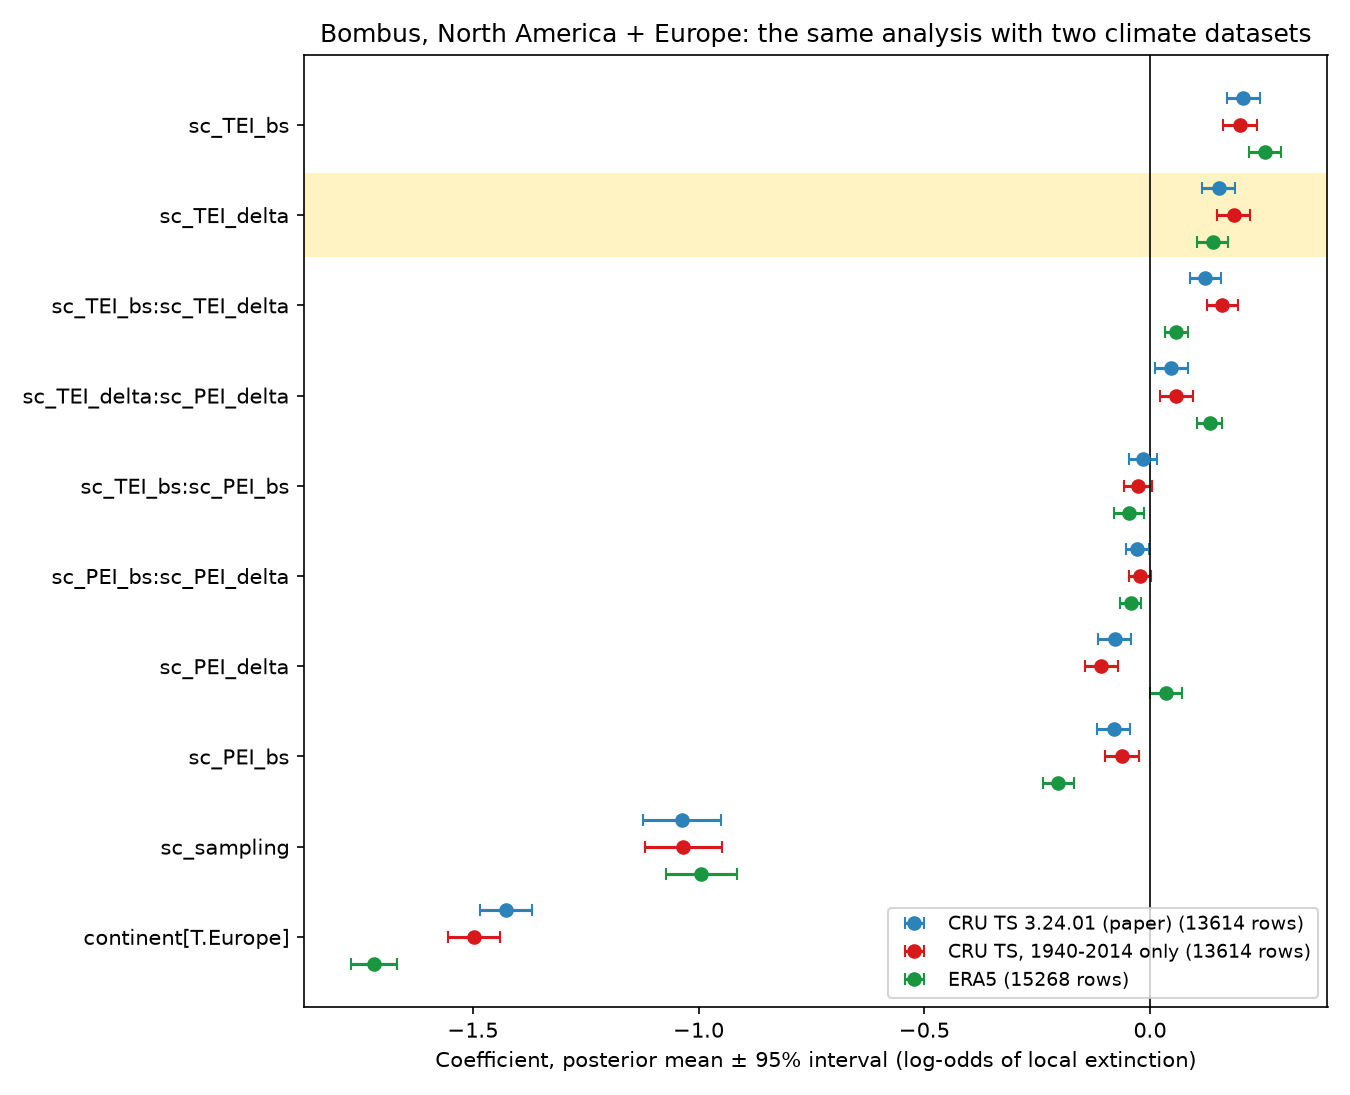 Bombus, North America + Europe: the same analysis with two climate datasets
sc_TEI_bs
sc_TEI_delta
sc_TEI_bs:sc_TEI_delta
sc_TEI_delta:sc_PEI_delta
sc_TEI_bs:sc_PEI_bs
sc_PEI_bs:sc_PEI_delta
sc_PEI_delta
sc_PEI_bs
sc_sampling
continent[T.Europe]
CRU TS 3.24.01 (paper) (13614 rows)
CRU TS, 1940-2014 only (13614 rows)
ERA5 (15268 rows)
−1.5 −1.0 −0.5 0.0
Coefficient, posterior mean ± 95% interval (log-odds of local extinction)